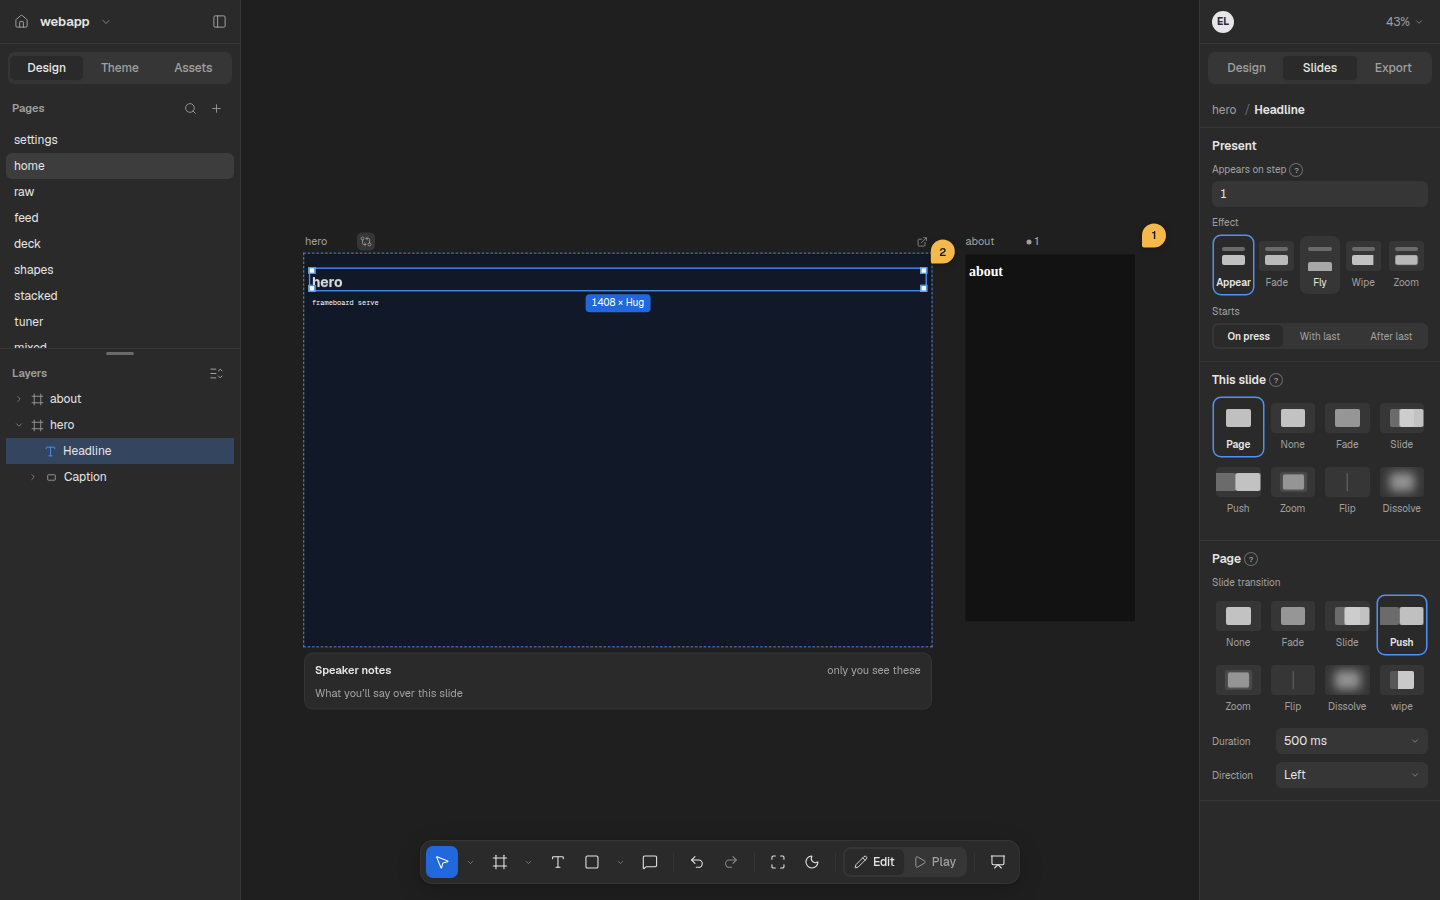 webapp
Design Theme Assets
Pages
settings
home
raw
feed
deck
shapes
stacked
tuner
mixed
Layers
about
hero
Headline
Caption
hero
2
about 1
1
hero
frameboard serve
1408 × Hug
about
Speaker notes only you see these
What you'll say over this slide
Edit Play
EL 43%
Design Slides Export
hero / Headline
Present
Appears on step ?
1
Effect
Appear Fade Fly Wipe Zoom
Starts
On press With last After last
This slide ?
Page None Fade Slide
Push Zoom Flip Dissolve
Page ?
Slide transition
None Fade Slide Push
Zoom Flip Dissolve wipe
Duration 500 ms
Direction Left